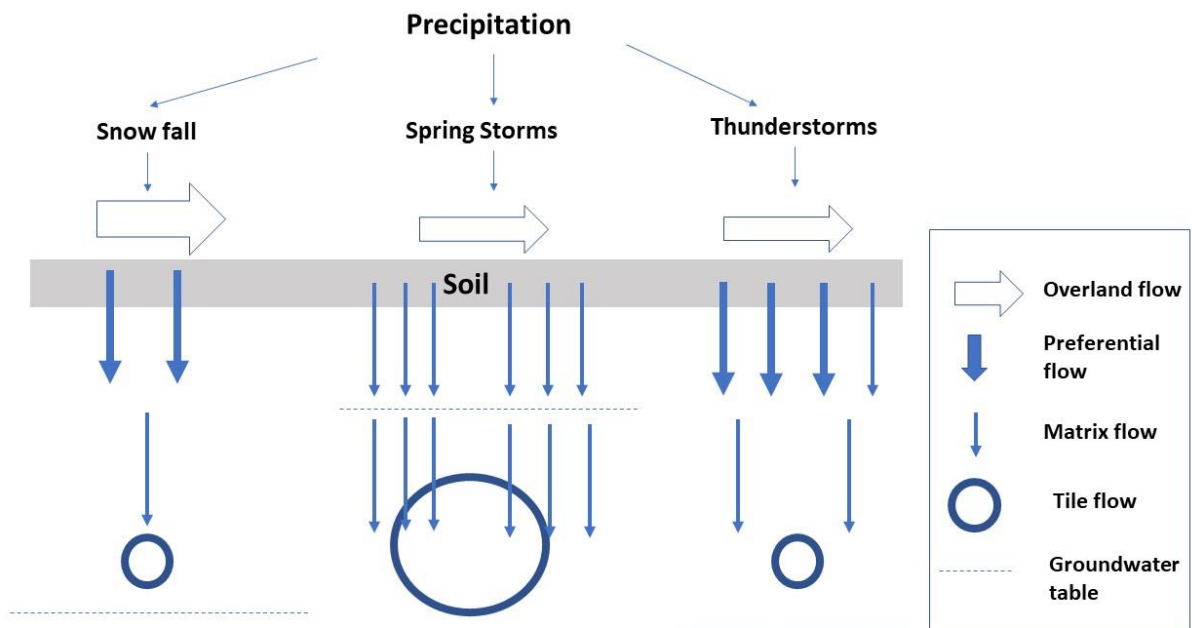 Precipitation
Snow fall
Spring Storms
Thunderstorms
Soil
Overland flow
Preferential
flow
Matrix flow
Tile flow
Groundwater
table